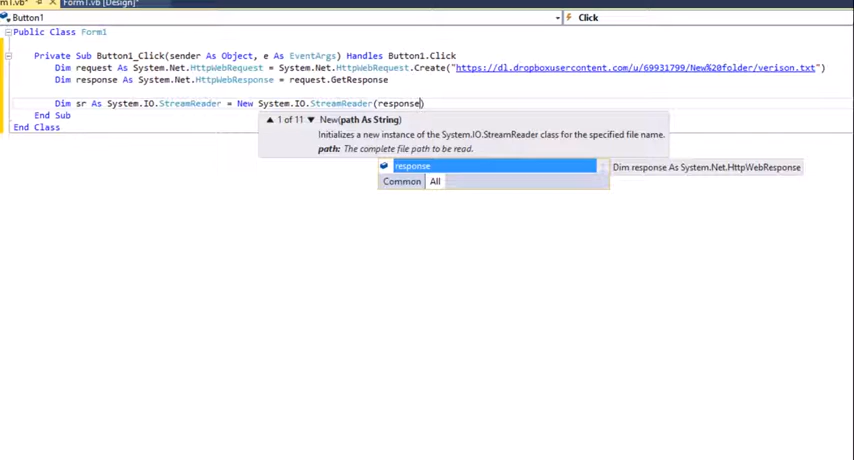 m1.vb*
Form1.vb [Design]*
Button1
Click
Public Class Form1
Private Sub Button1_Click(sender As Object, e As EventArgs) Handles Button1.Click
Dim request As System.Net.HttpWebRequest = System.Net.HttpWebRequest.Create("https://dl.dropboxusercontent.com/u/69931799/New%20folder/verison.txt")
Dim response As System.Net.HttpWebResponse = request.GetResponse
Dim sr As System.IO.StreamReader = New System.IO.StreamReader(response)
End Sub
End Class
▲ 1 of 11 ▼ New(path As String)
Initializes a new instance of the System.IO.StreamReader class for the specified file name.
path: The complete file path to be read.
response
Dim response As System.Net.HttpWebResponse
Common
All